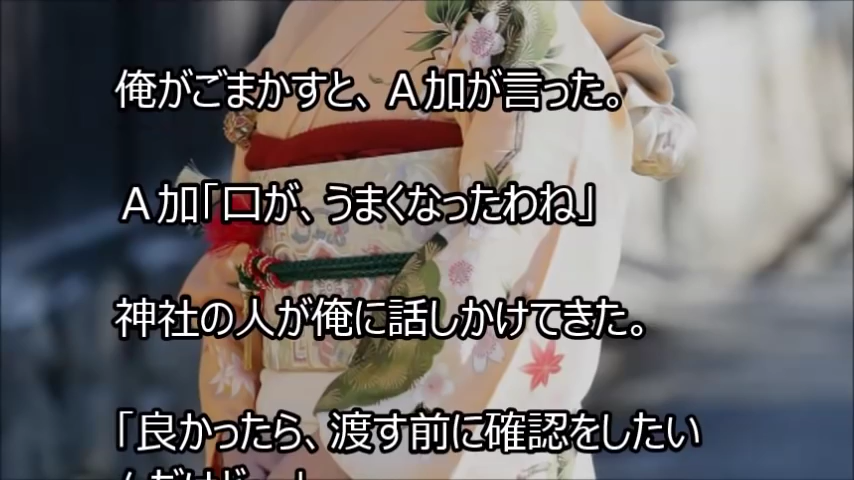 俺がごまかすと、A加が言った。
A加「口が、うまくなったわね」
神社の人が俺に話しかけてきた。
「良かったら、渡す前に確認をしたい